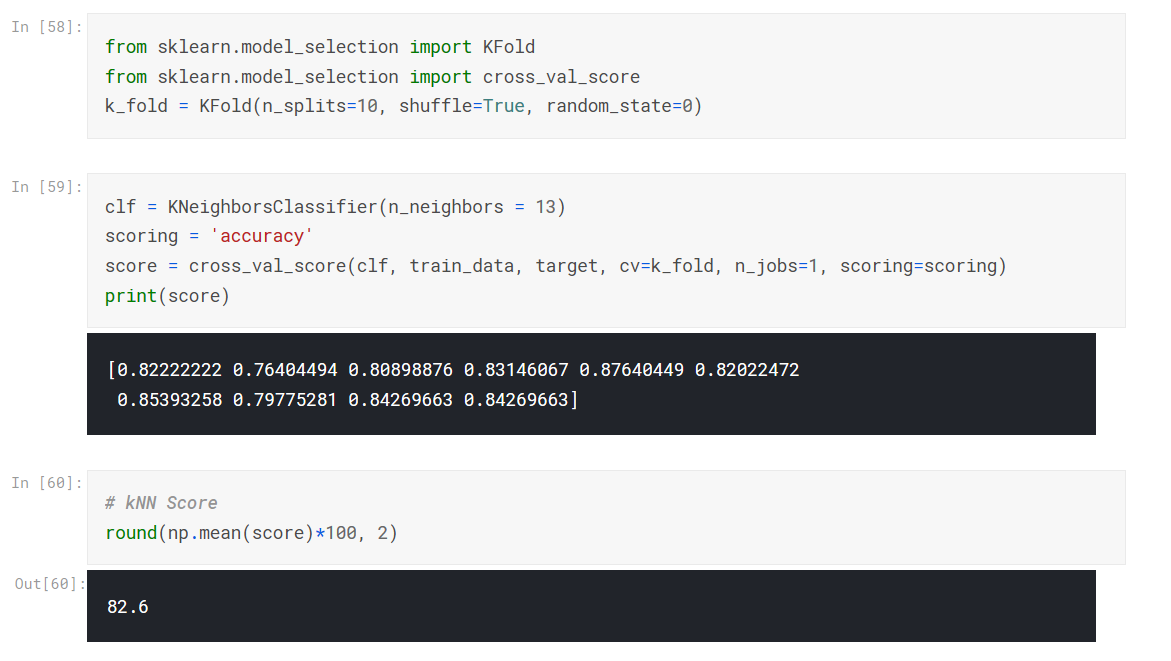 In [58]:
from sklearn.model_selection import KFold
from sklearn.model_selection import cross_val_score
k_fold = KFold(n_splits=10, shuffle=True, random_state=0)
In [59]:
clf = KNeighborsClassifier(n_neighbors = 13)
scoring = 'accuracy'
score = cross_val_score(clf, train_data, target, cv=k_fold, n_jobs=1, scoring=scoring)
print(score)
[0.82222222 0.76404494 0.80898876 0.83146067 0.87640449 0.82022472
 0.85393258 0.79775281 0.84269663 0.84269663]
In [60]:
# kNN Score
round(np.mean(score)*100, 2)
Out[60]:
82.6